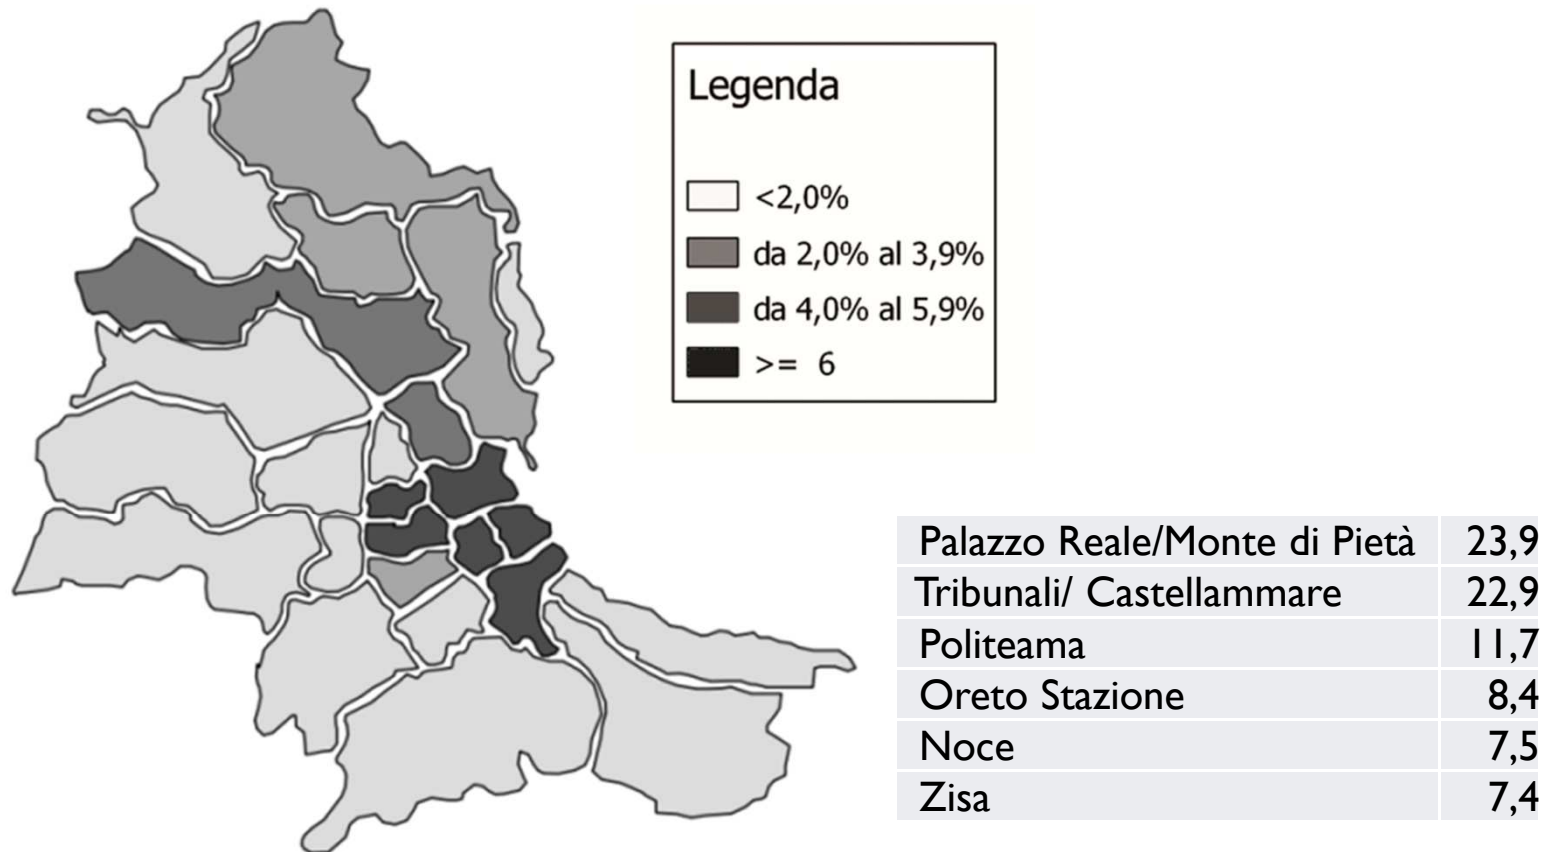 Legenda
<2,0%
da 2,0% al 3,9%
da 4,0% al 5,9%
>= 6
Palazzo Reale/Monte di Pietà 23,9
Tribunali/ Castellammare 22,9
Politeama 11,7
Oreto Stazione 8,4
Noce 7,5
Zisa 7,4